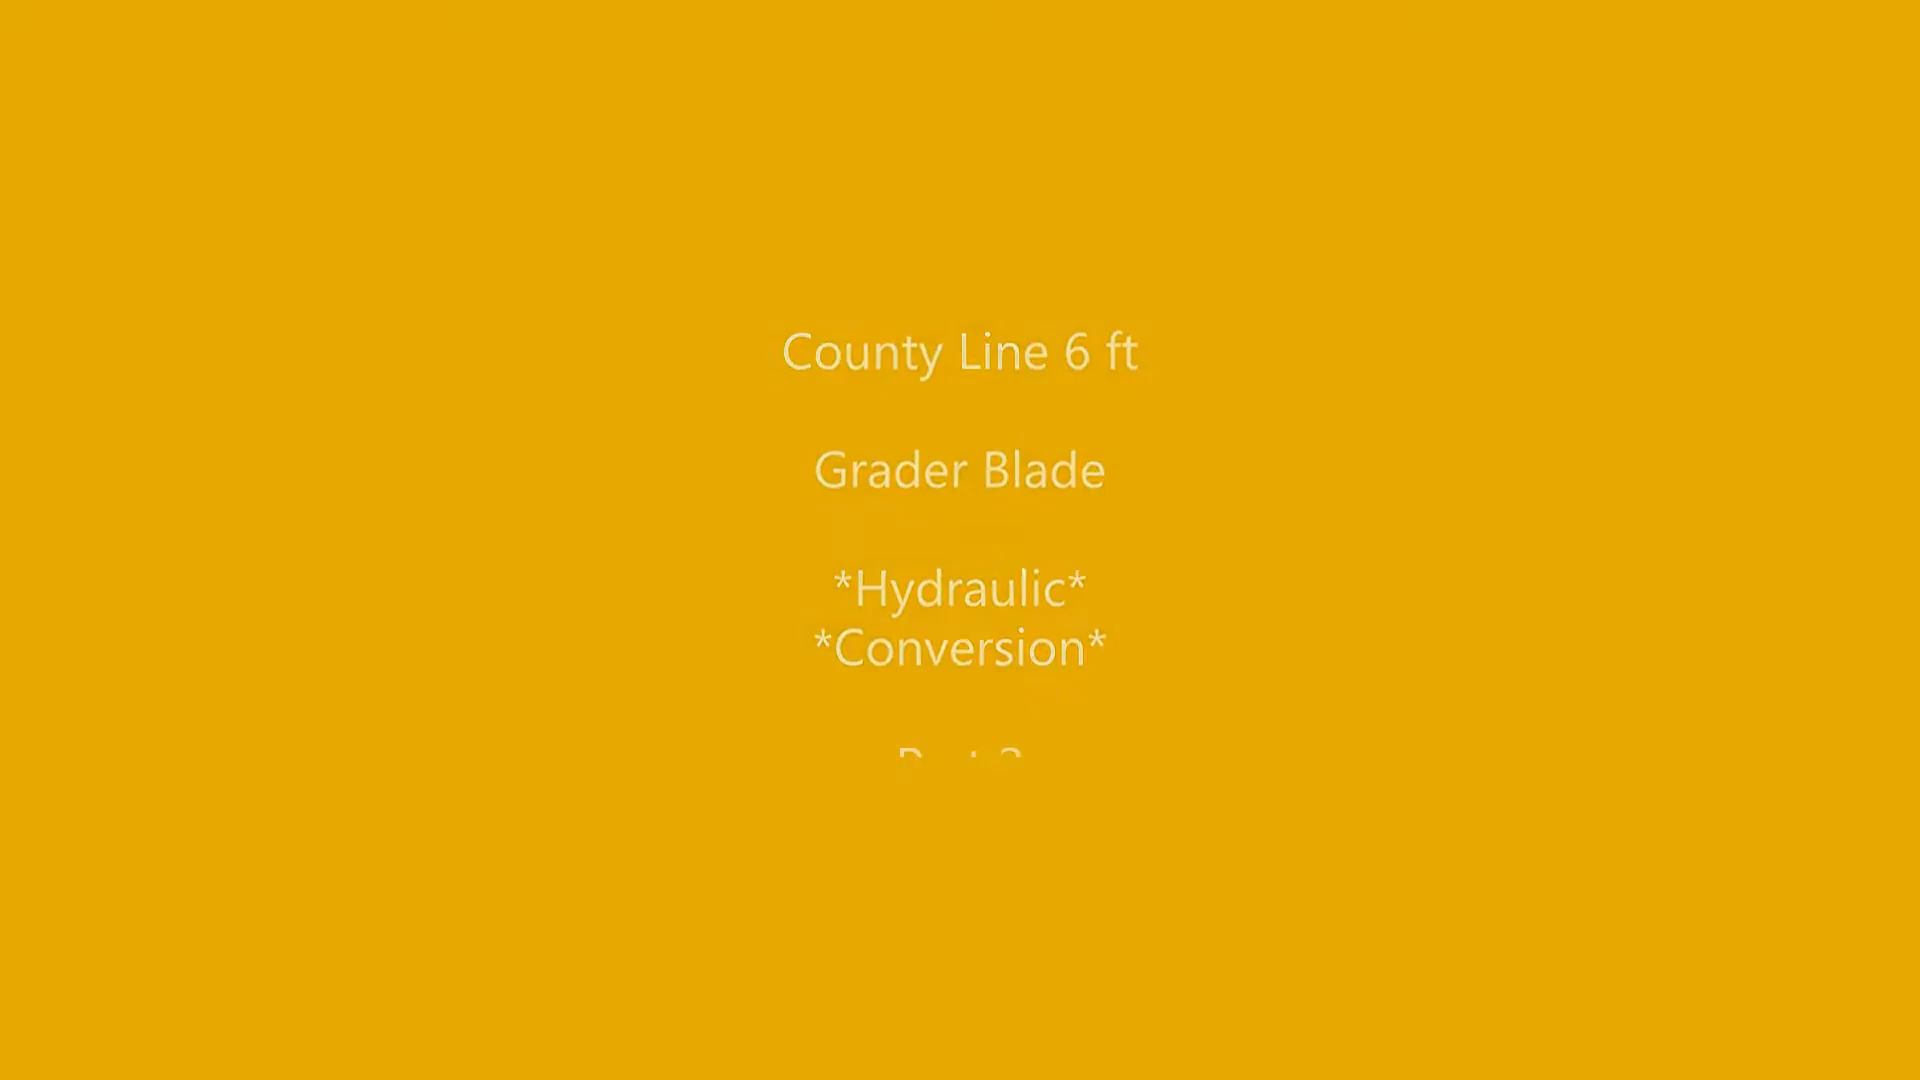 County Line 6 ft
Grader Blade
*Hydraulic*
*Conversion*